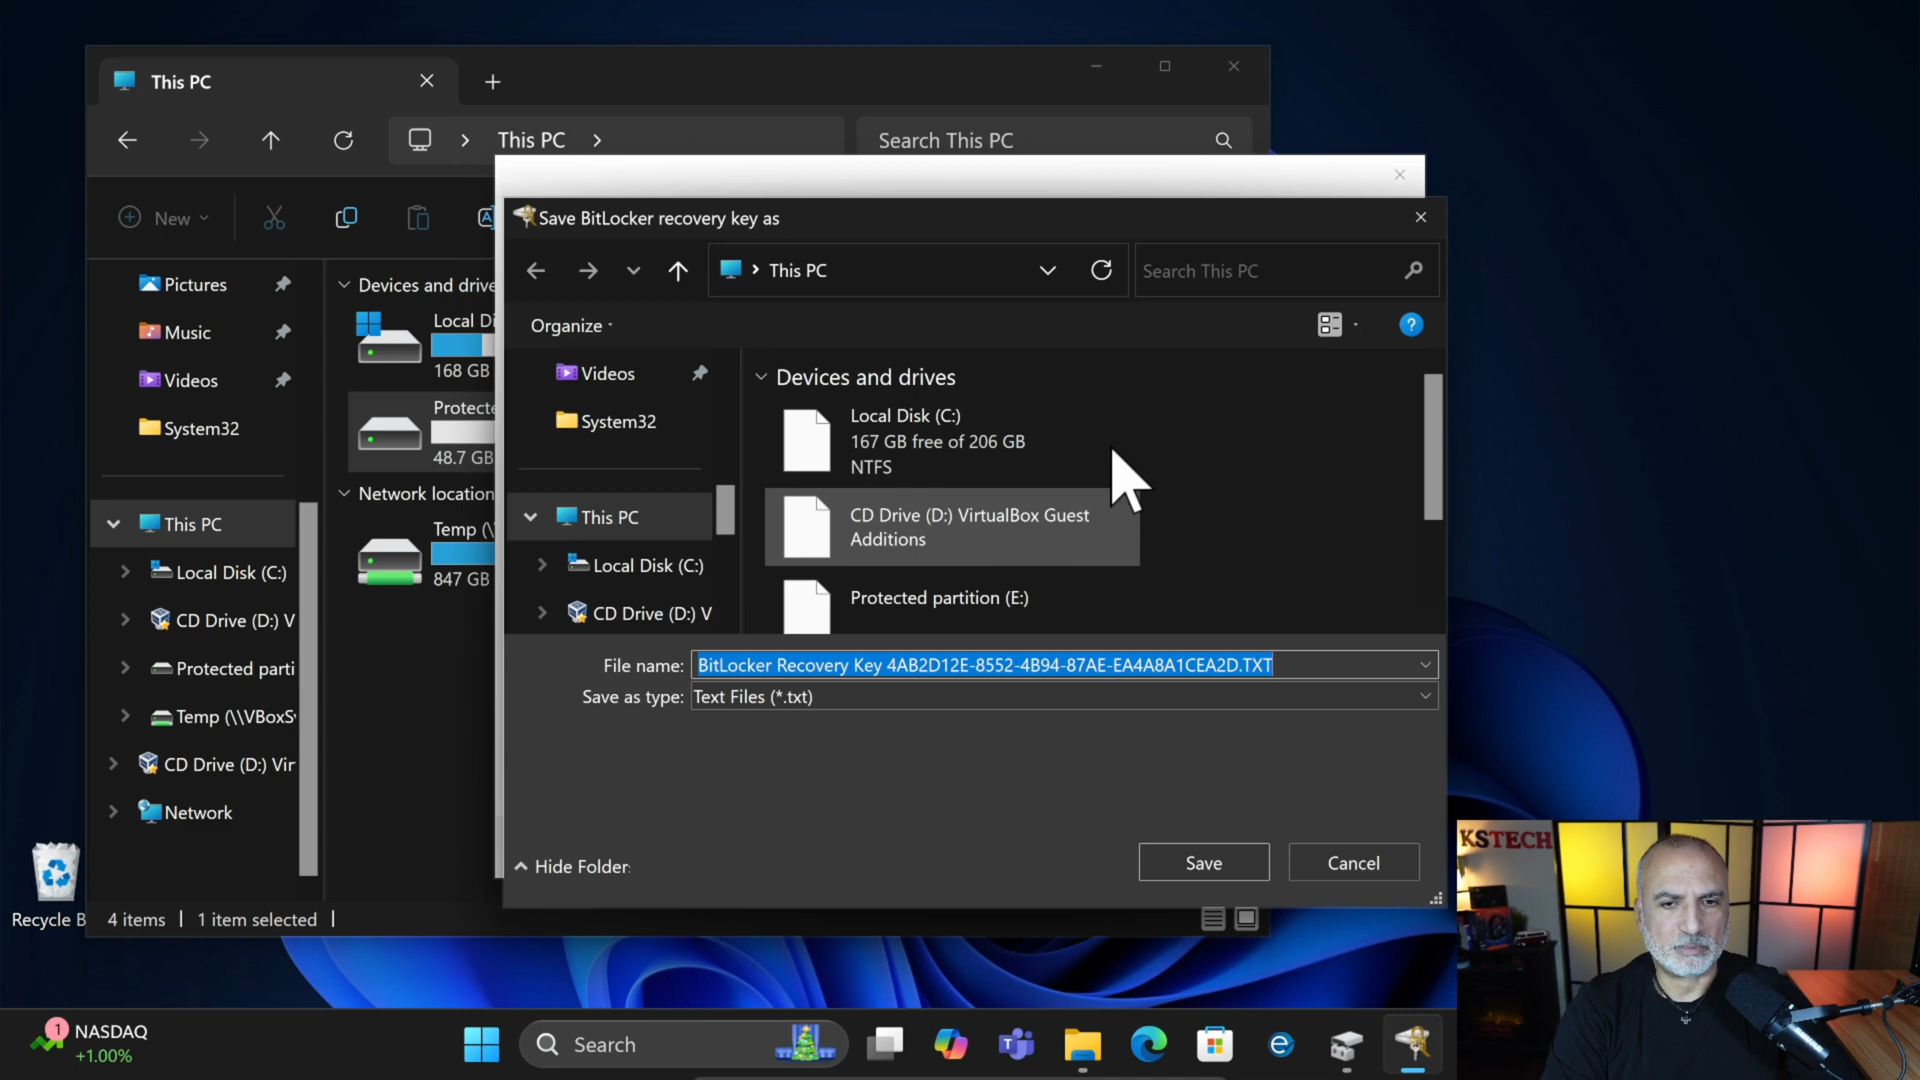 This PC
This PC
Search This PC
New
Pictures
Music
Videos
System32
This PC
Local Disk (C:)
CD Drive (D:) V
Protected parti
Temp (\\VBoxS
CD Drive (D:) Vir
Network
Devices and drive
Local Di
168 GB
Protecte
48.7 GB
Network location
Temp (\
847 GB
4 items
1 item selected
Save BitLocker recovery key as
This PC
Search This PC
Organize
?
Videos
System32
This PC
Local Disk (C:)
CD Drive (D:) V
Devices and drives
Local Disk (C:)
167 GB free of 206 GB
NTFS
CD Drive (D:) VirtualBox Guest
Additions
Protected partition (E:)
File name: BitLocker Recovery Key 4AB2D12E-8552-4B94-87AE-EA4A8A1CEA2D.TXT
Save as type: Text Files (*.txt)
Hide Folder
Save
Cancel
Recycle B
KSTECH
1
NASDAQ
+1.00%
Search